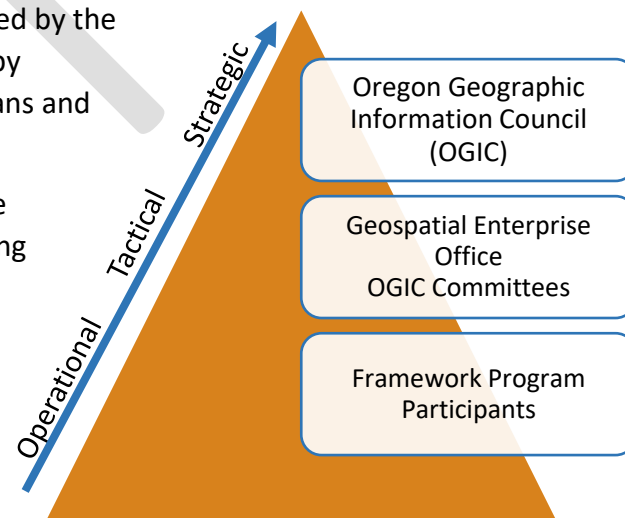 ed by the
by
ans and
e
ng
Strategic
Tactical
Operational
Oregon Geographic
Information Council
(OGIC)
Geospatial Enterprise
Office
OGIC Committees
Framework Program
Participants